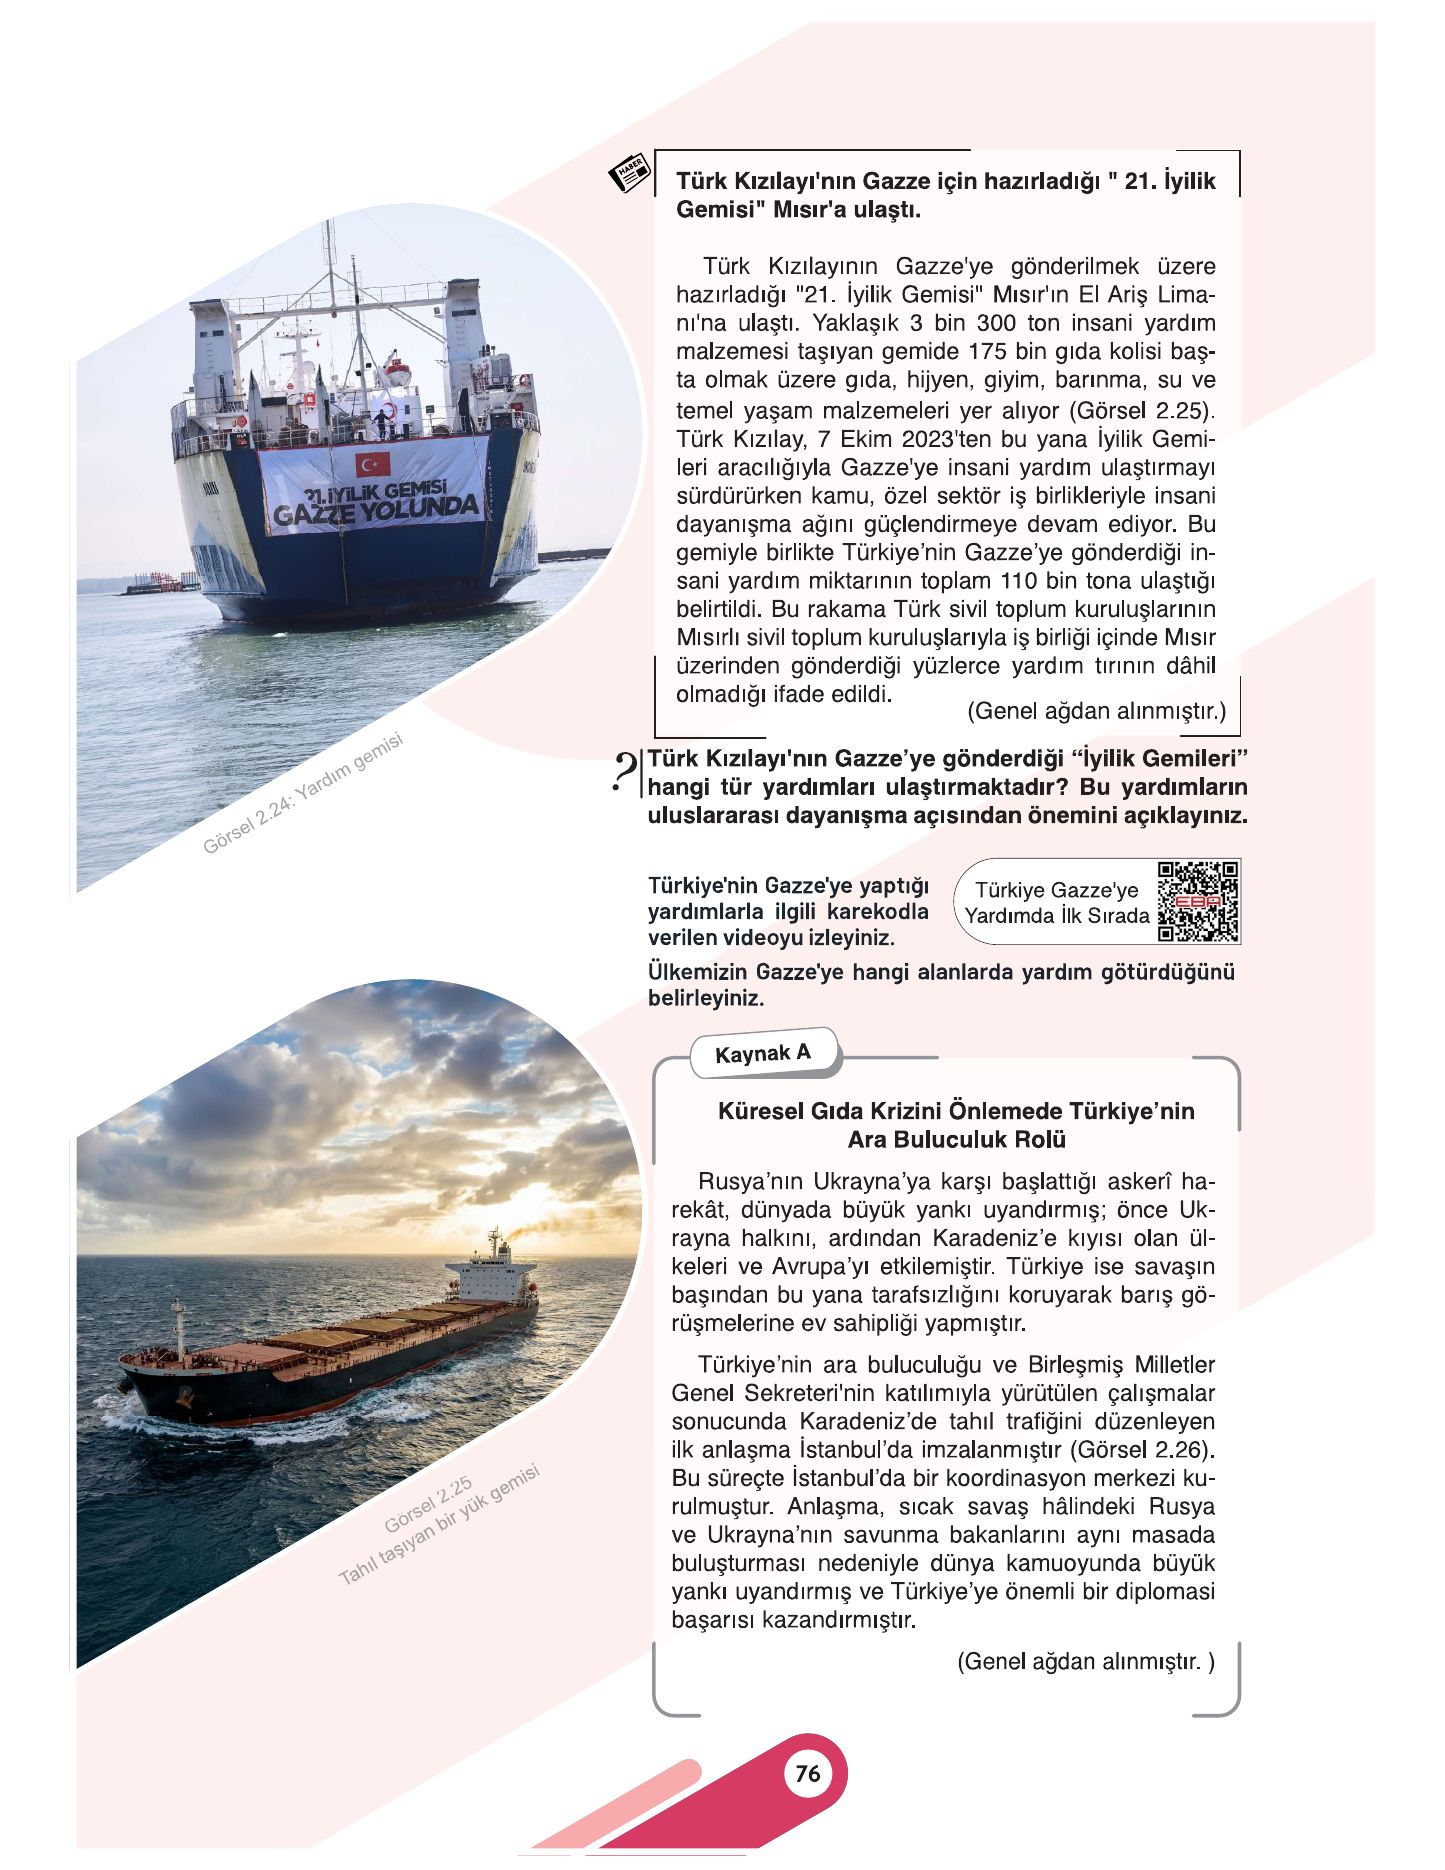 HABER
Türk Kızılayı'nın Gazze için hazırladığı " 21. İyilik
Gemisi" Mısır'a ulaştı.
Türk Kızılayının Gazze'ye gönderilmek üzere
hazırladığı "21. İyilik Gemisi" Mısır'ın El Ariş Lima-
nı'na ulaştı. Yaklaşık 3 bin 300 ton insani yardım
malzemesi taşıyan gemide 175 bin gıda kolisi baş-
ta olmak üzere gıda, hijyen, giyim, barınma, su ve
temel yaşam malzemeleri yer alıyor (Görsel 2.25).
Türk Kızılay, 7 Ekim 2023'ten bu yana İyilik Gemi-
leri aracılığıyla Gazze'ye insani yardım ulaştırmayı
sürdürürken kamu, özel sektör iş birlikleriyle insani
dayanışma ağını güçlendirmeye devam ediyor. Bu
gemiyle birlikte Türkiye’nin Gazze’ye gönderdiği in-
sani yardım miktarının toplam 110 bin tona ulaştığı
belirtildi. Bu rakama Türk sivil toplum kuruluşlarının
Mısırlı sivil toplum kuruluşlarıyla iş birliği içinde Mısır
üzerinden gönderdiği yüzlerce yardım tırının dâhil
olmadığı ifade edildi.
(Genel ağdan alınmıştır.)
21. İYİLİK GEMİSİ
GAZZE YOLUNDA
Görsel 2.24: Yardım gemisi
? Türk Kızılayı'nın Gazze’ye gönderdiği “İyilik Gemileri”
hangi tür yardımları ulaştırmaktadır? Bu yardımların
uluslararası dayanışma açısından önemini açıklayınız.
Türkiye'nin Gazze'ye yaptığı
yardımlarla ilgili karekodla
verilen videoyu izleyiniz.
Türkiye Gazze'ye
Yardımda İlk Sırada
EBA
Ülkemizin Gazze'ye hangi alanlarda yardım götürdüğünü
belirleyiniz.
Kaynak A
Küresel Gıda Krizini Önlemede Türkiye’nin
Ara Buluculuk Rolü
Rusya’nın Ukrayna’ya karşı başlattığı askerî ha-
rekât, dünyada büyük yankı uyandırmış; önce Uk-
rayna halkını, ardından Karadeniz’e kıyısı olan ül-
keleri ve Avrupa’yı etkilemiştir. Türkiye ise savaşın
başından bu yana tarafsızlığını koruyarak barış gö-
rüşmelerine ev sahipliği yapmıştır.
Türkiye’nin ara buluculuğu ve Birleşmiş Milletler
Genel Sekreteri'nin katılımıyla yürütülen çalışmalar
sonucunda Karadeniz’de tahıl trafiğini düzenleyen
ilk anlaşma İstanbul’da imzalanmıştır (Görsel 2.26).
Bu süreçte İstanbul’da bir koordinasyon merkezi ku-
rulmuştur. Anlaşma, sıcak savaş hâlindeki Rusya
ve Ukrayna’nın savunma bakanlarını aynı masada
buluşturması nedeniyle dünya kamuoyunda büyük
yankı uyandırmış ve Türkiye’ye önemli bir diplomasi
başarısı kazandırmıştır.
(Genel ağdan alınmıştır. )
Görsel 2.25
Tahıl taşıyan bir yük gemisi
76